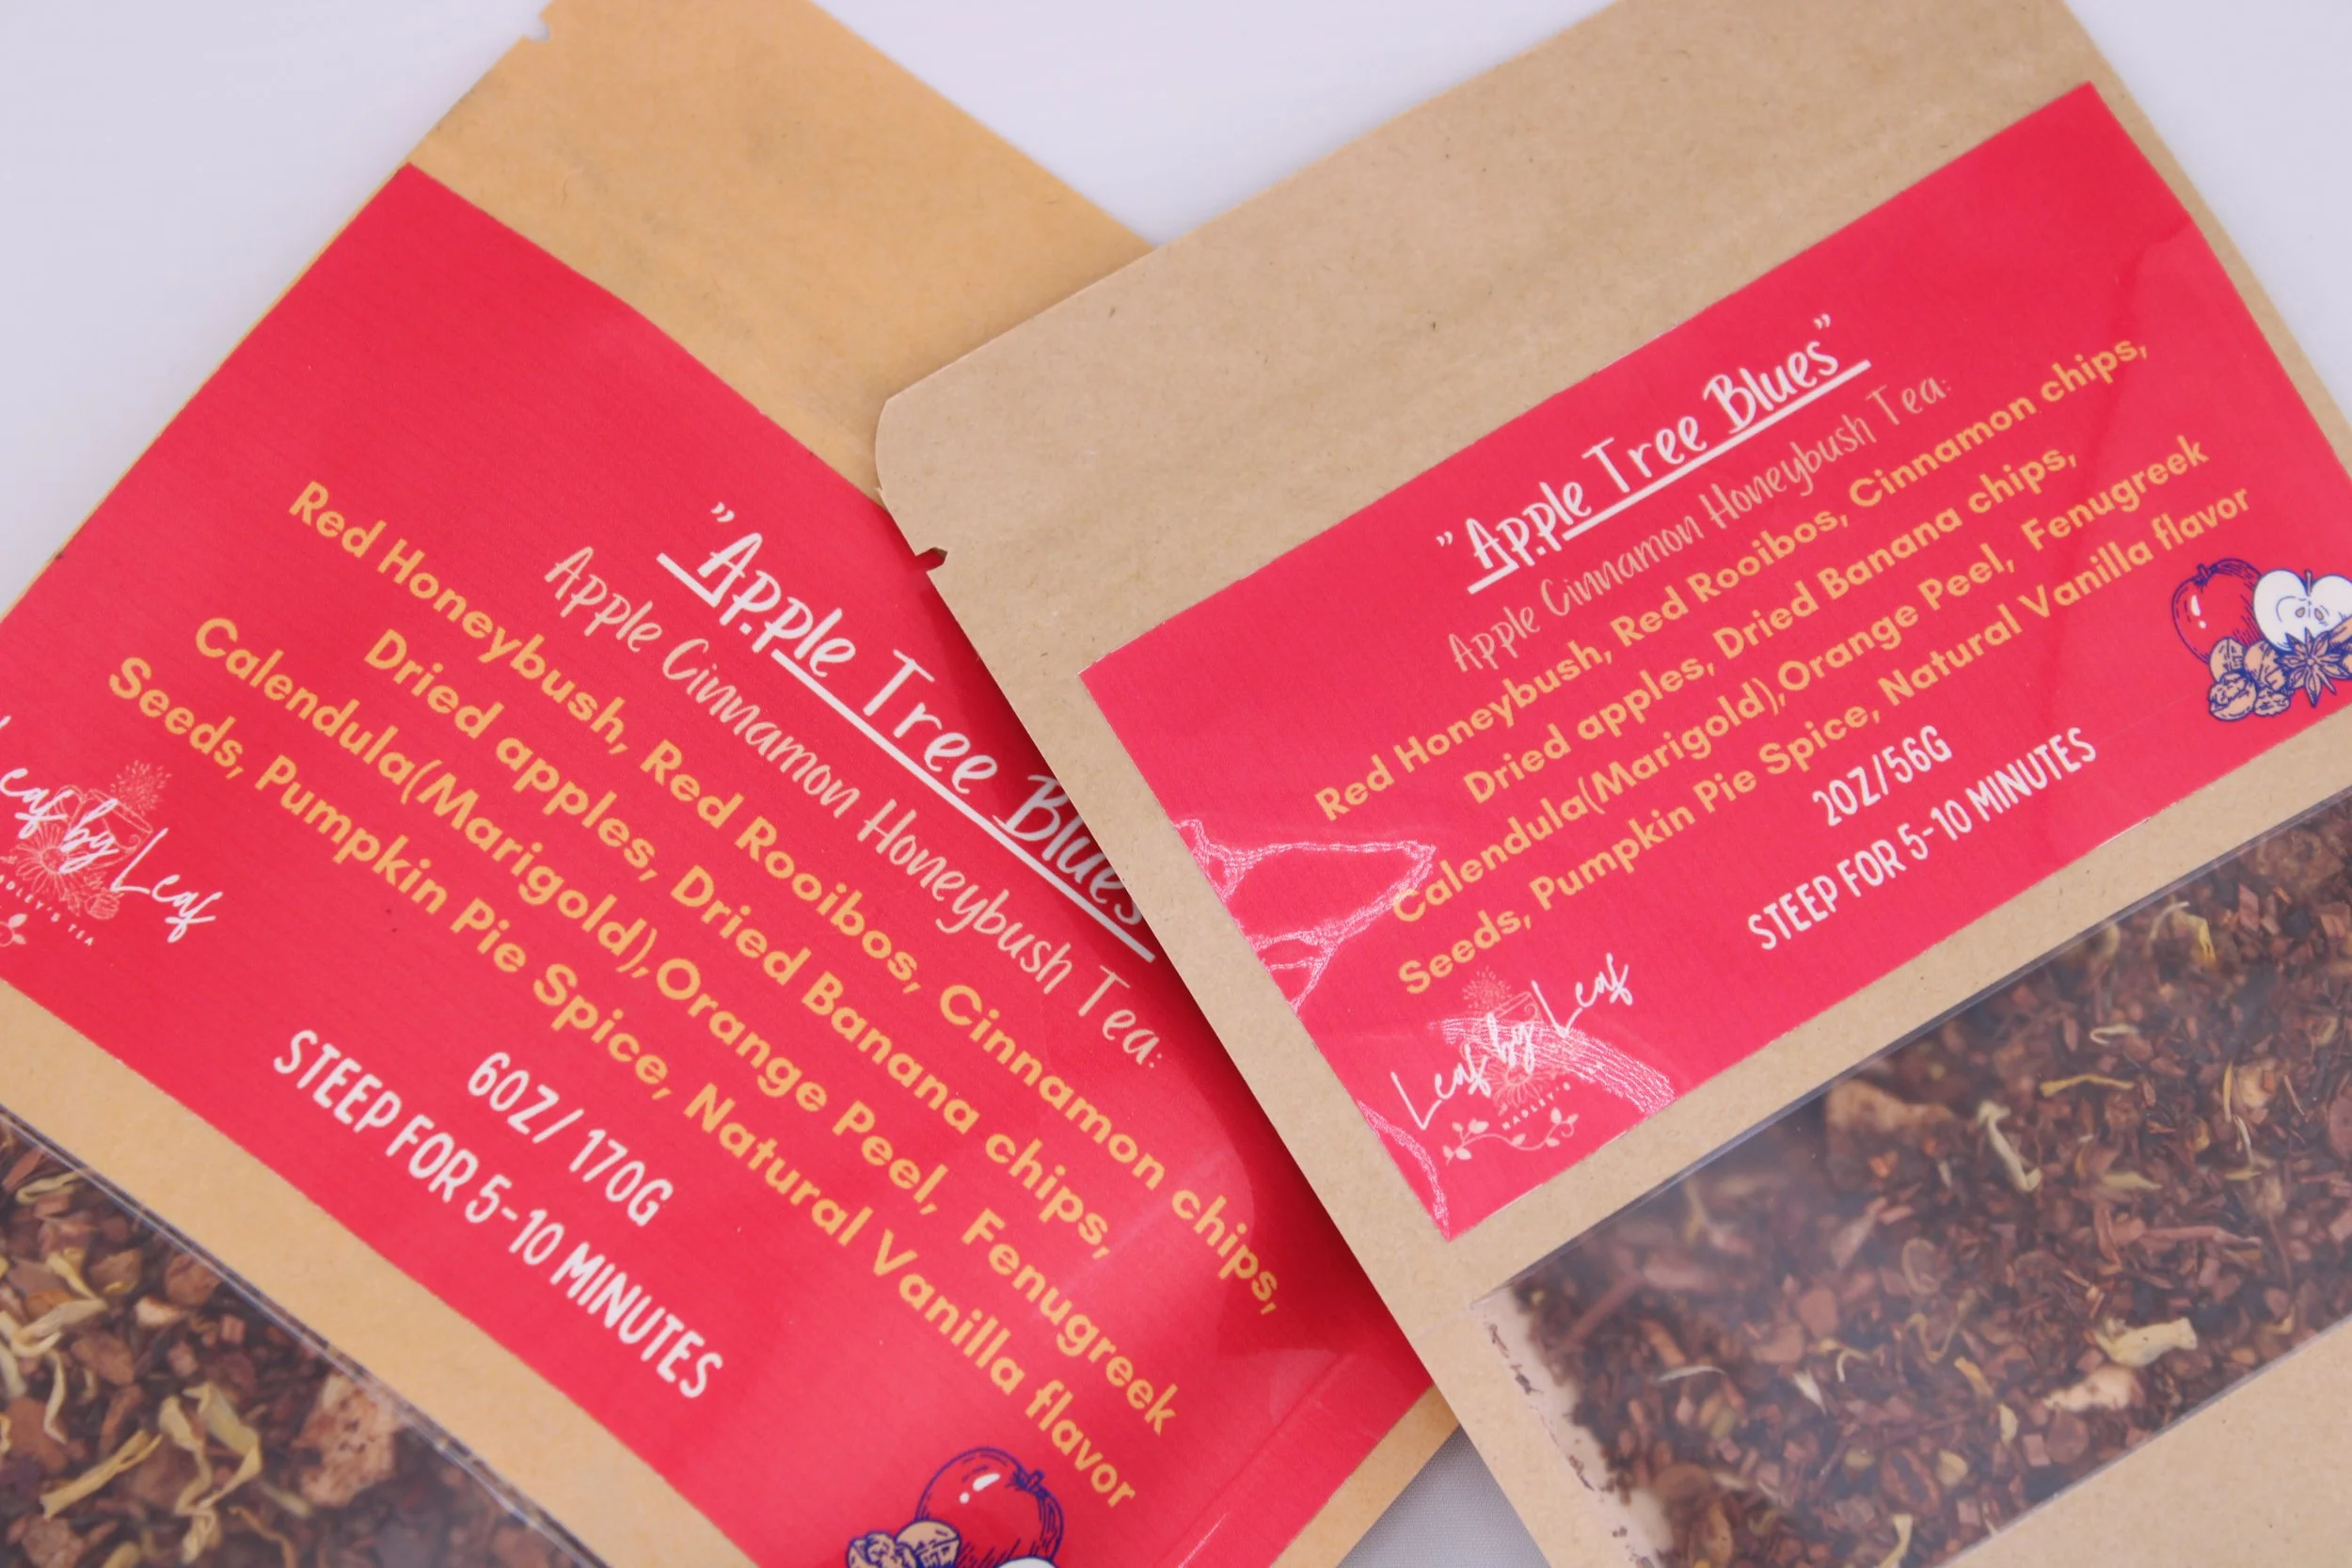 "Apple Tree Blues"
Apple Cinnamon Honeybush Tea:
Red Honeybush, Red Rooibos, Cinnamon chips,
Dried apples, Dried Banana chips,
Calendula(Marigold),Orange Peel, Fenugreek
Seeds, Pumpkin Pie Spice, Natural Vanilla flavor
6OZ/ 170G
STEEP FOR 5-10 MINUTES
Leaf by Leaf
"Apple Tree Blues"
Apple Cinnamon Honeybush Tea:
Red Honeybush, Red Rooibos, Cinnamon chips,
Dried apples, Dried Banana chips,
Calendula(Marigold),Orange Peel, Fenugreek
Seeds, Pumpkin Pie Spice, Natural Vanilla flavor
2OZ/56G
STEEP FOR 5-10 MINUTES
Leaf by Leaf